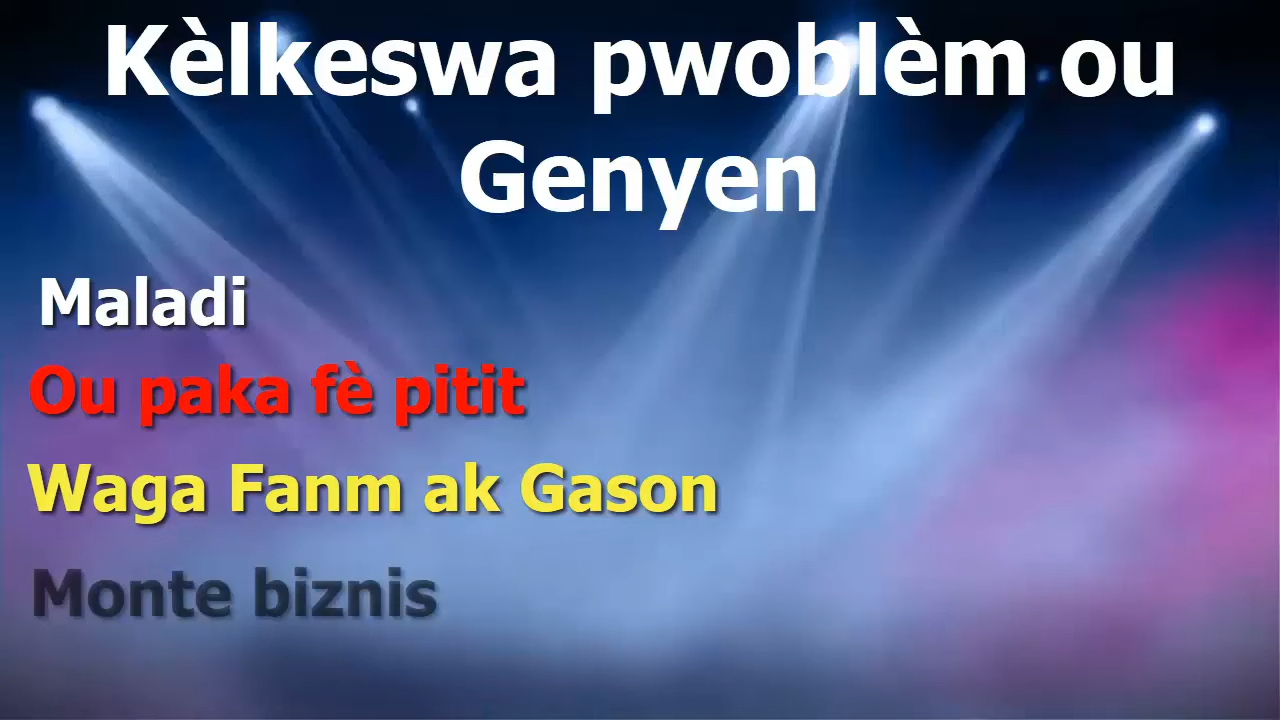 Kèlkeswa pwoblèm ou
Genyen
Maladi
Ou paka fè pitit
Waga Fanm ak Gason
Monte biznis